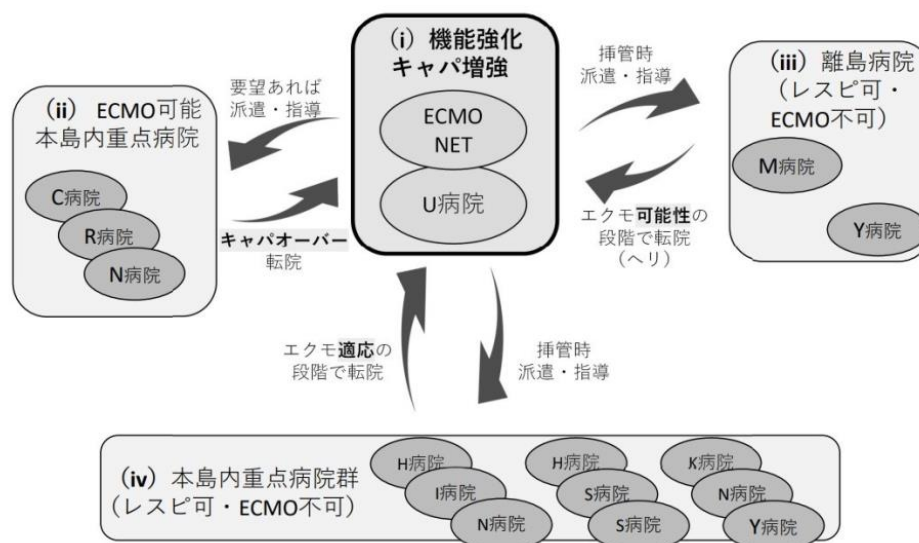 (i) 機能強化
キャパ増強
ECMO
NET
U病院
(ii) ECMO可能
本島内重点病院
C病院
R病院
N病院
要望あれば
派遣・指導
キャパオーバー
転院
挿管時
派遣・指導
エクモ可能性の
段階で転院
(ヘリ)
(iii) 離島病院
(レスピ可・
ECMO不可)
M病院
Y病院
エクモ適応の
段階で転院
挿管時
派遣・指導
(iv) 本島内重点病院群
(レスピ可・ECMO不可)
H病院
I病院
N病院
H病院
S病院
S病院
K病院
N病院
Y病院